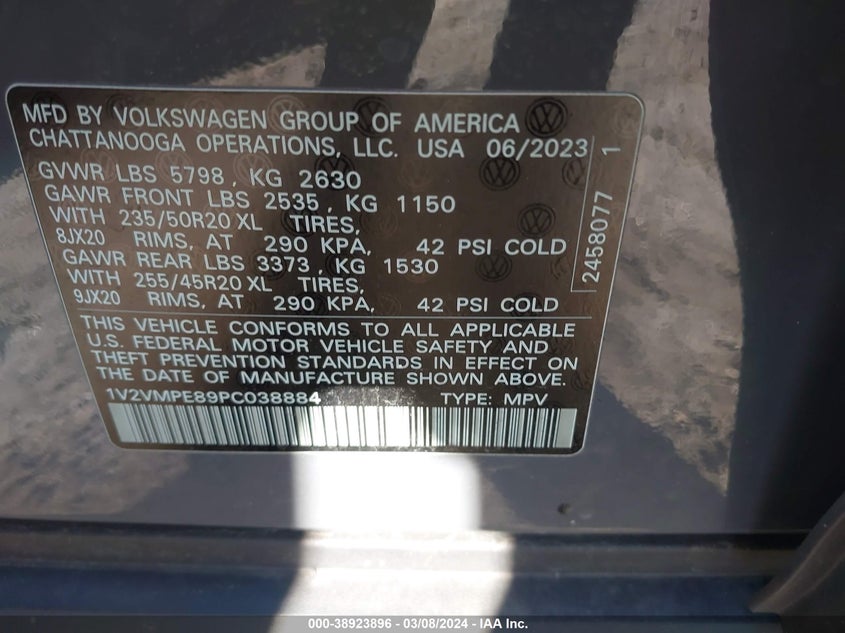 MFD BY VOLKSWAGEN GROUP OF AMERICA
CHATTANOOGA OPERATIONS, LLC. USA 06/2023
GVWR LBS 5798, KG 2630
GAWR FRONT LBS 2535, KG 1150
WITH 235/50R20 XL TIRES,
8JX20 RIMS, AT 290 KPA, 42 PSI COLD
GAWR REAR LBS 3373, KG 1530
WITH 255/45R20 XL TIRES,
9JX20 RIMS, AT 290 KPA, 42 PSI COLD
2458077 1
THIS VEHICLE CONFORMS TO ALL APPLICABLE
U.S. FEDERAL MOTOR VEHICLE SAFETY AND
THEFT PREVENTION STANDARDS IN EFFECT ON
THE DATE OF MANUFACTURE SHOWN ABOVE.
1V2VMPE89PC038884 TYPE: MPV
000-38923896 - 03/08/2024 - IAA Inc.